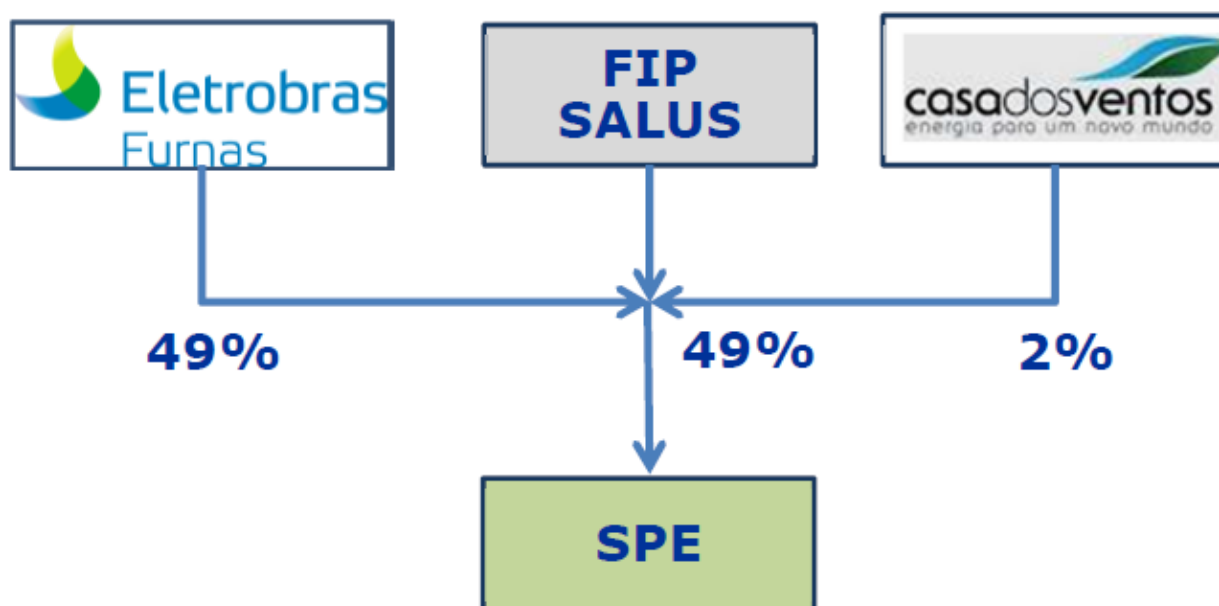 Eletrobras
Furnas
FIP
SALUS
casadosventos
energia para um novo mundo
49%
49%
2%
SPE